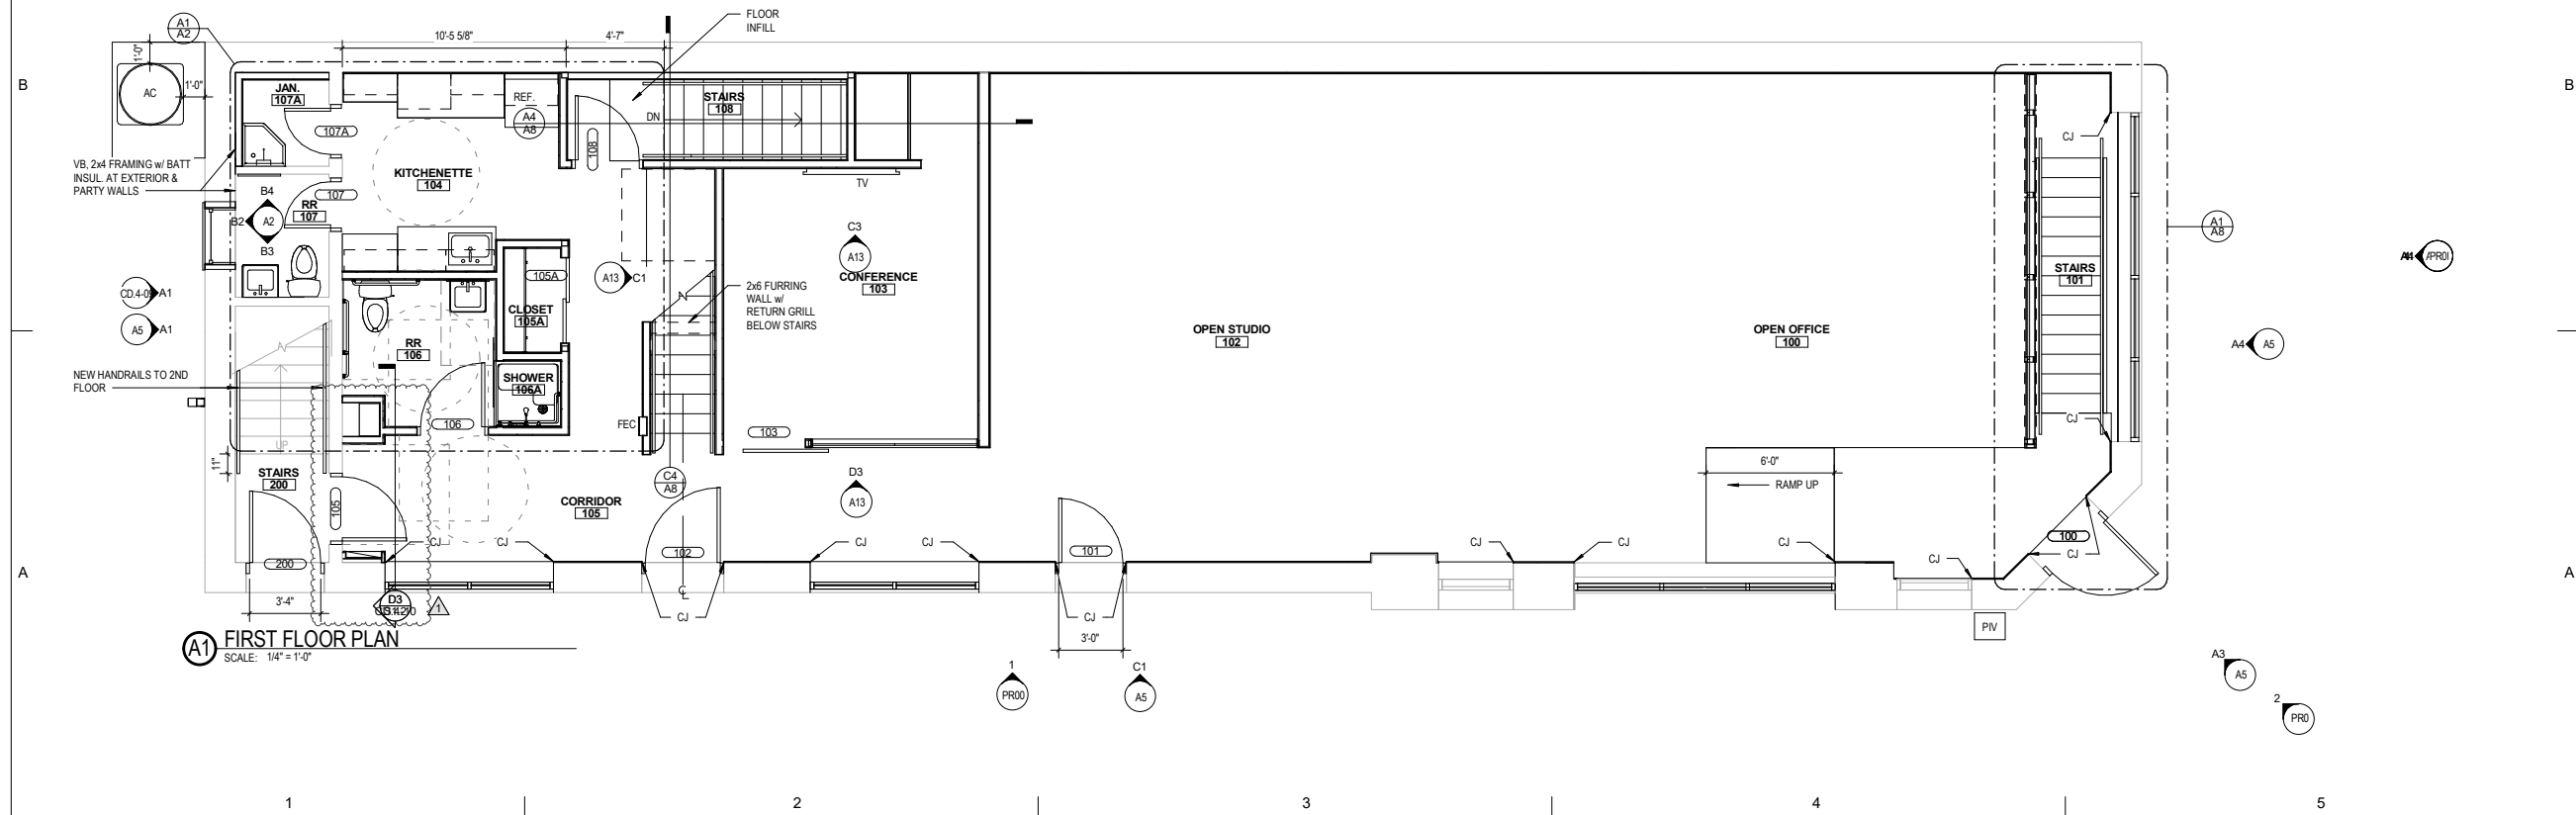 FLOOR
INFILL
A1
A2
10'-5 5/8"
4'-7"
1'-0"
B
B
AC
1'-0"
JAN.
107A
REF.
STAIRS
108
A4
A8
DN
107A
108
CJ
VB, 2x4 FRAMING w/ BATT
INSUL. AT EXTERIOR &
PARTY WALLS
KITCHENETTE
104
TV
B4
107
RR
107
B2
A2
B3
C3
A13
A1
A8
CONFERENCE
103
STAIRS
101
105A
A13
C1
A1
A1
2x6 FURRING
WALL w/
RETURN GRILL
BELOW STAIRS
CLOSET
105A
A5
A1
OPEN STUDIO
102
OPEN OFFICE
100
A4
A5
RR
106
SHOWER
106A
NEW HANDRAILS TO 2ND
FLOOR
106
FEC
103
CJ
UP
11"
STAIRS
200
6'-0"
RAMP UP
C4
A8
D3
A13
105
CORRIDOR
105
CJ
CJ
CJ
CJ
CJ
CJ
CJ
100
CJ
200
102
101
A
A
3'-4"
D3
1
CJ
CJ
3'-0"
PIV
A1
FIRST FLOOR PLAN
SCALE: 1/4" = 1'-0"
1
PR00
C1
A5
A3
A5
2
PR0
1
2
3
4
5